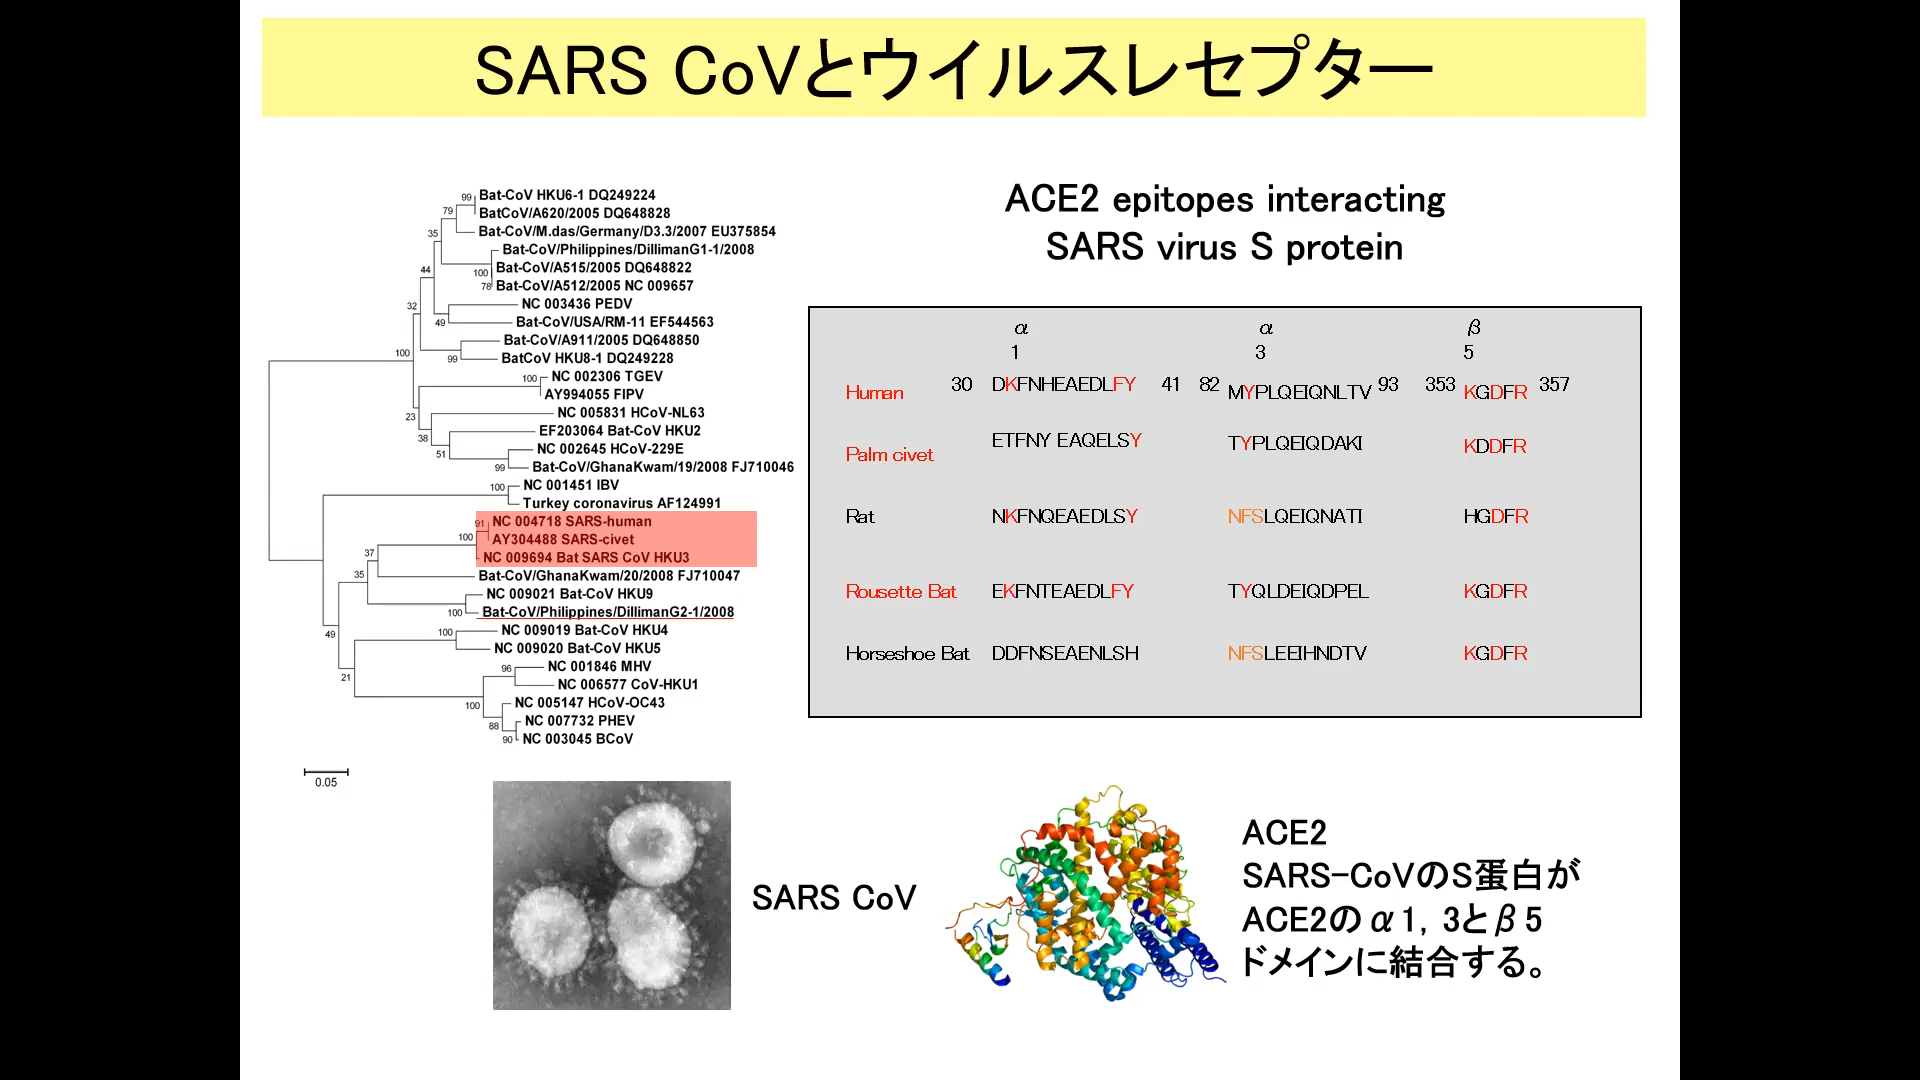 SARS CoVとウイルスレセプター
99
Bat-CoV HKU6-1 DQ249224
79
BatCoV/A620/2005 DQ648828
35
Bat-CoV/M.das/Germany/D3.3/2007 EU375854
Bat-CoV/Philippines/DillimanG1-1/2008
44
100
Bat-CoV/A515/2005 DQ648822
78
Bat-CoV/A512/2005 NC 009657
32
NC 003436 PEDV
49
Bat-CoV/USA/RM-11 EF544563
Bat-CoV/A911/2005 DQ648850
100
99
BatCoV HKU8-1 DQ249228
100
NC 002306 TGEV
AY994055 FIPV
23
NC 005831 HCoV-NL63
38
EF203064 Bat-CoV HKU2
51
NC 002645 HCoV-229E
99
Bat-CoV/GhanaKwam/19/2008 FJ710046
100
NC 001451 IBV
Turkey coronavirus AF124991
91
NC 004718 SARS-human
100
AY304488 SARS-civet
37
NC 009694 Bat SARS CoV HKU3
35
Bat-CoV/GhanaKwam/20/2008 FJ710047
NC 009021 Bat-CoV HKU9
100
Bat-CoV/Philippines/DillimanG2-1/2008
49
100
NC 009019 Bat-CoV HKU4
NC 009020 Bat-CoV HKU5
21
96
NC 001846 MHV
NC 006577 CoV-HKU1
100
NC 005147 HCoV-OC43
88
NC 007732 PHEV
90
NC 003045 BCoV
0.05
ACE2 epitopes interacting
SARS virus S protein
α α β
1 3 5
Human 30 DKFNHEAEDLFY 41 82 MYPLQEIQNLTV 93 353 KGDFR 357
Palm civet ETFNY EAQELSY TYPLQEIQDAKI KDDFR
Rat NKFNQEAEDLSY NFSLQEIQNATI HGDFR
Rousette Bat EKFNTEAEDLFY TYQLDEIQDPEL KGDFR
Horseshoe Bat DDFNSEAENLSH NFSLEEIHNDTV KGDFR
SARS CoV
ACE2
SARS-CoVのS蛋白が
ACE2のα1, 3とβ5
ドメインに結合する。